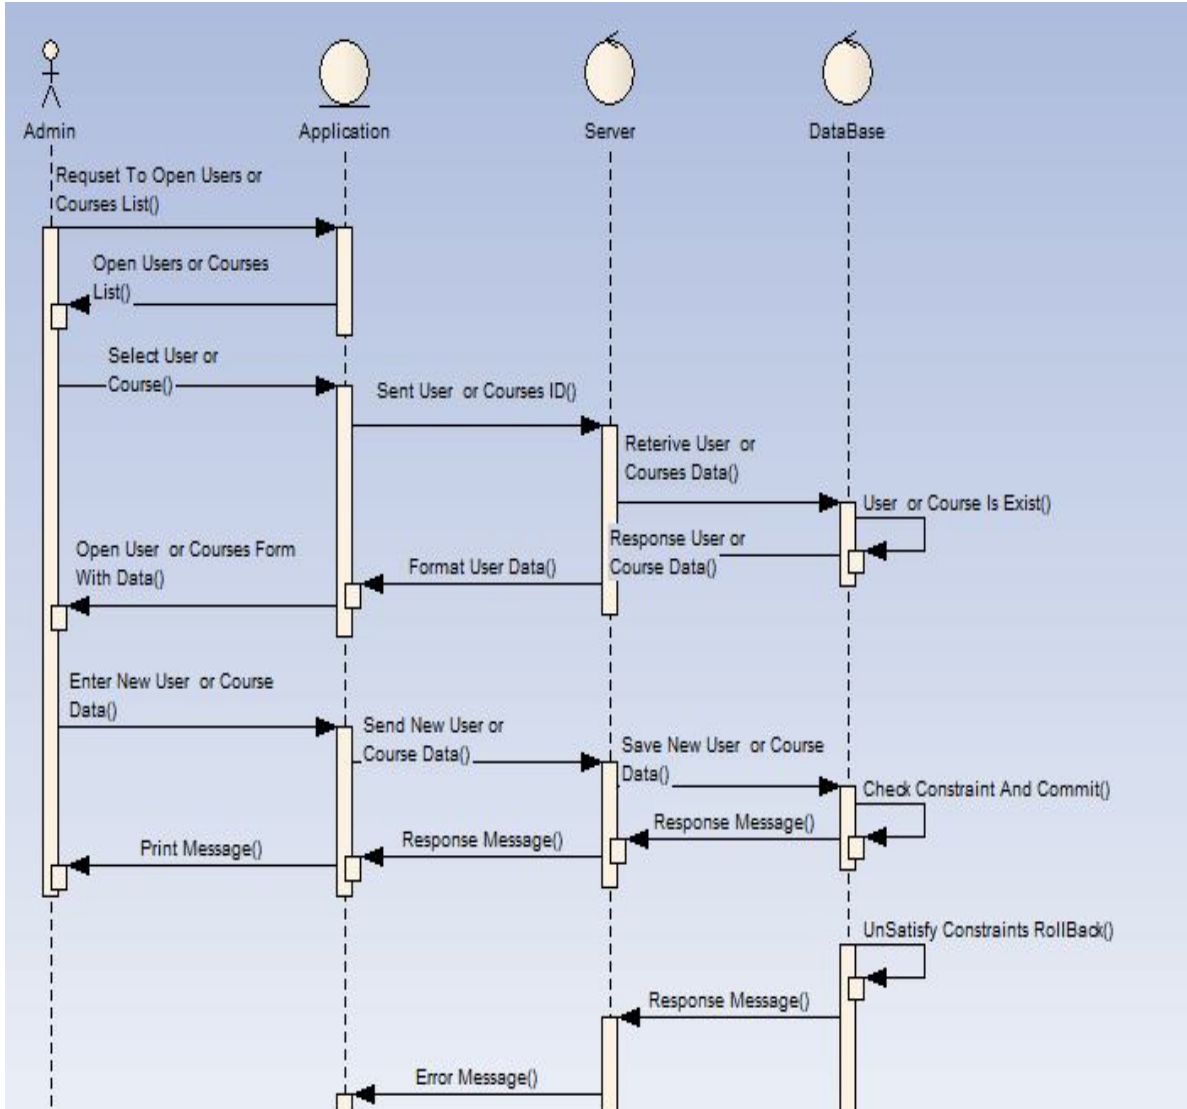 Admin
Application
Server
DataBase
Requset To Open Users or
Courses List()
Open Users or Courses
List()
Select User or
Course()
Sent User or Courses ID()
Reterive User or
Courses Data()
User or Course Is Exist()
Response User or
Course Data()
Format User Data()
Open User or Courses Form
With Data()
Enter New User or Course
Data()
Send New User or
Course Data()
Save New User or Course
Data()
Check Constraint And Commit()
Response Message()
Response Message()
Print Message()
UnSatisfy Constraints RollBack()
Response Message()
Error Message()